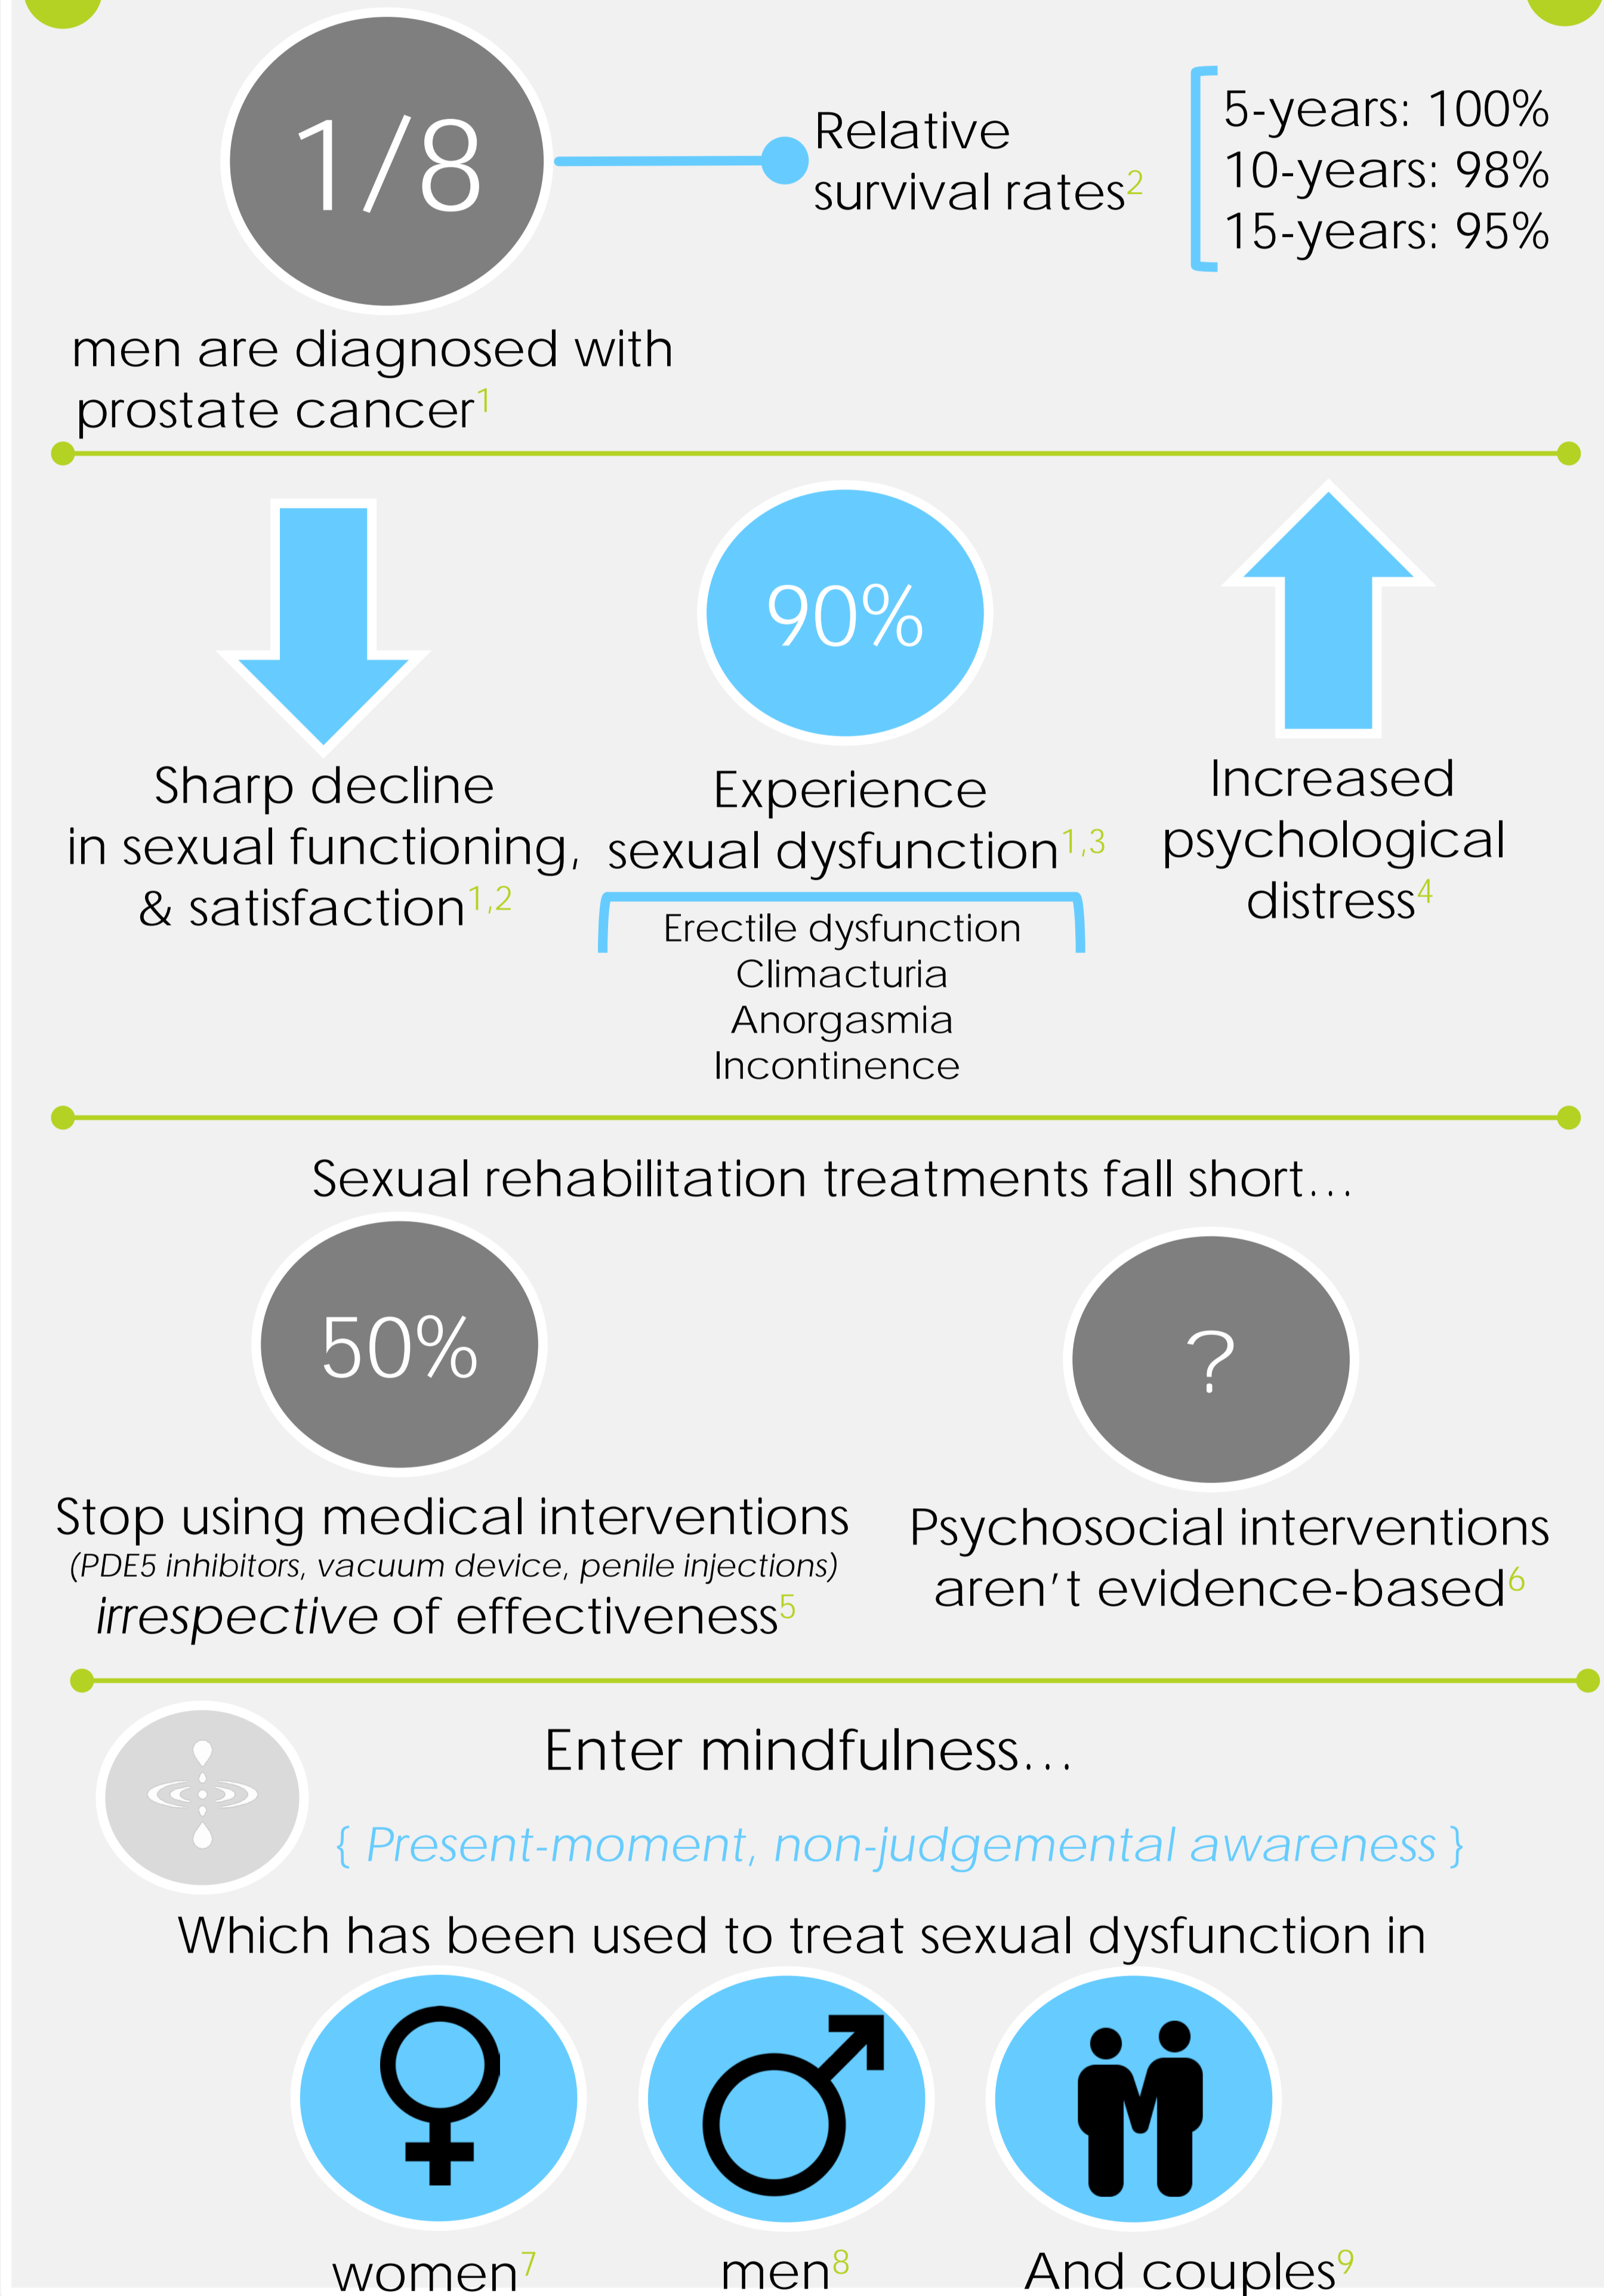 1/8
Relative
survival rates2
5-years: 100%
10-years: 98%
15-years: 95%
men are diagnosed with
prostate cancer1
Sharp decline
in sexual functioning,
& satisfaction1,2
90%
Experience
sexual dysfunction1,3
Erectile dysfunction
Climacturia
Anorgasmia
Incontinence
Increased
psychological
distress4
Sexual rehabilitation treatments fall short…
50%
Stop using medical interventions
(PDE5 inhibitors, vacuum device, penile injections)
irrespective of effectiveness5
?
Psychosocial interventions
aren't evidence-based6
Enter mindfulness…
{ Present-moment, non-judgemental awareness }
Which has been used to treat sexual dysfunction in
women7
men8
And couples9